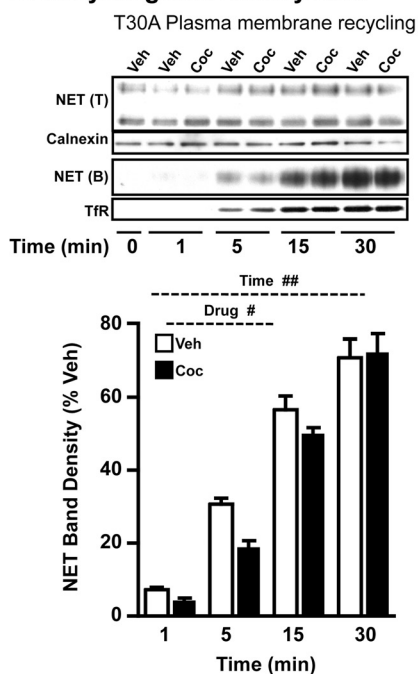 T30A Plasma membrane recycling
Veh Veh Coc Veh Coc Veh Coc Veh Coc
NET (T)
Calnexin
NET (B)
TfR
Time (min) 0 1 5 15 30
Time ##
Drug #
80
Veh
Coc
60
40
20
0
NET Band Density (% Veh)
1 5 15 30
Time (min)